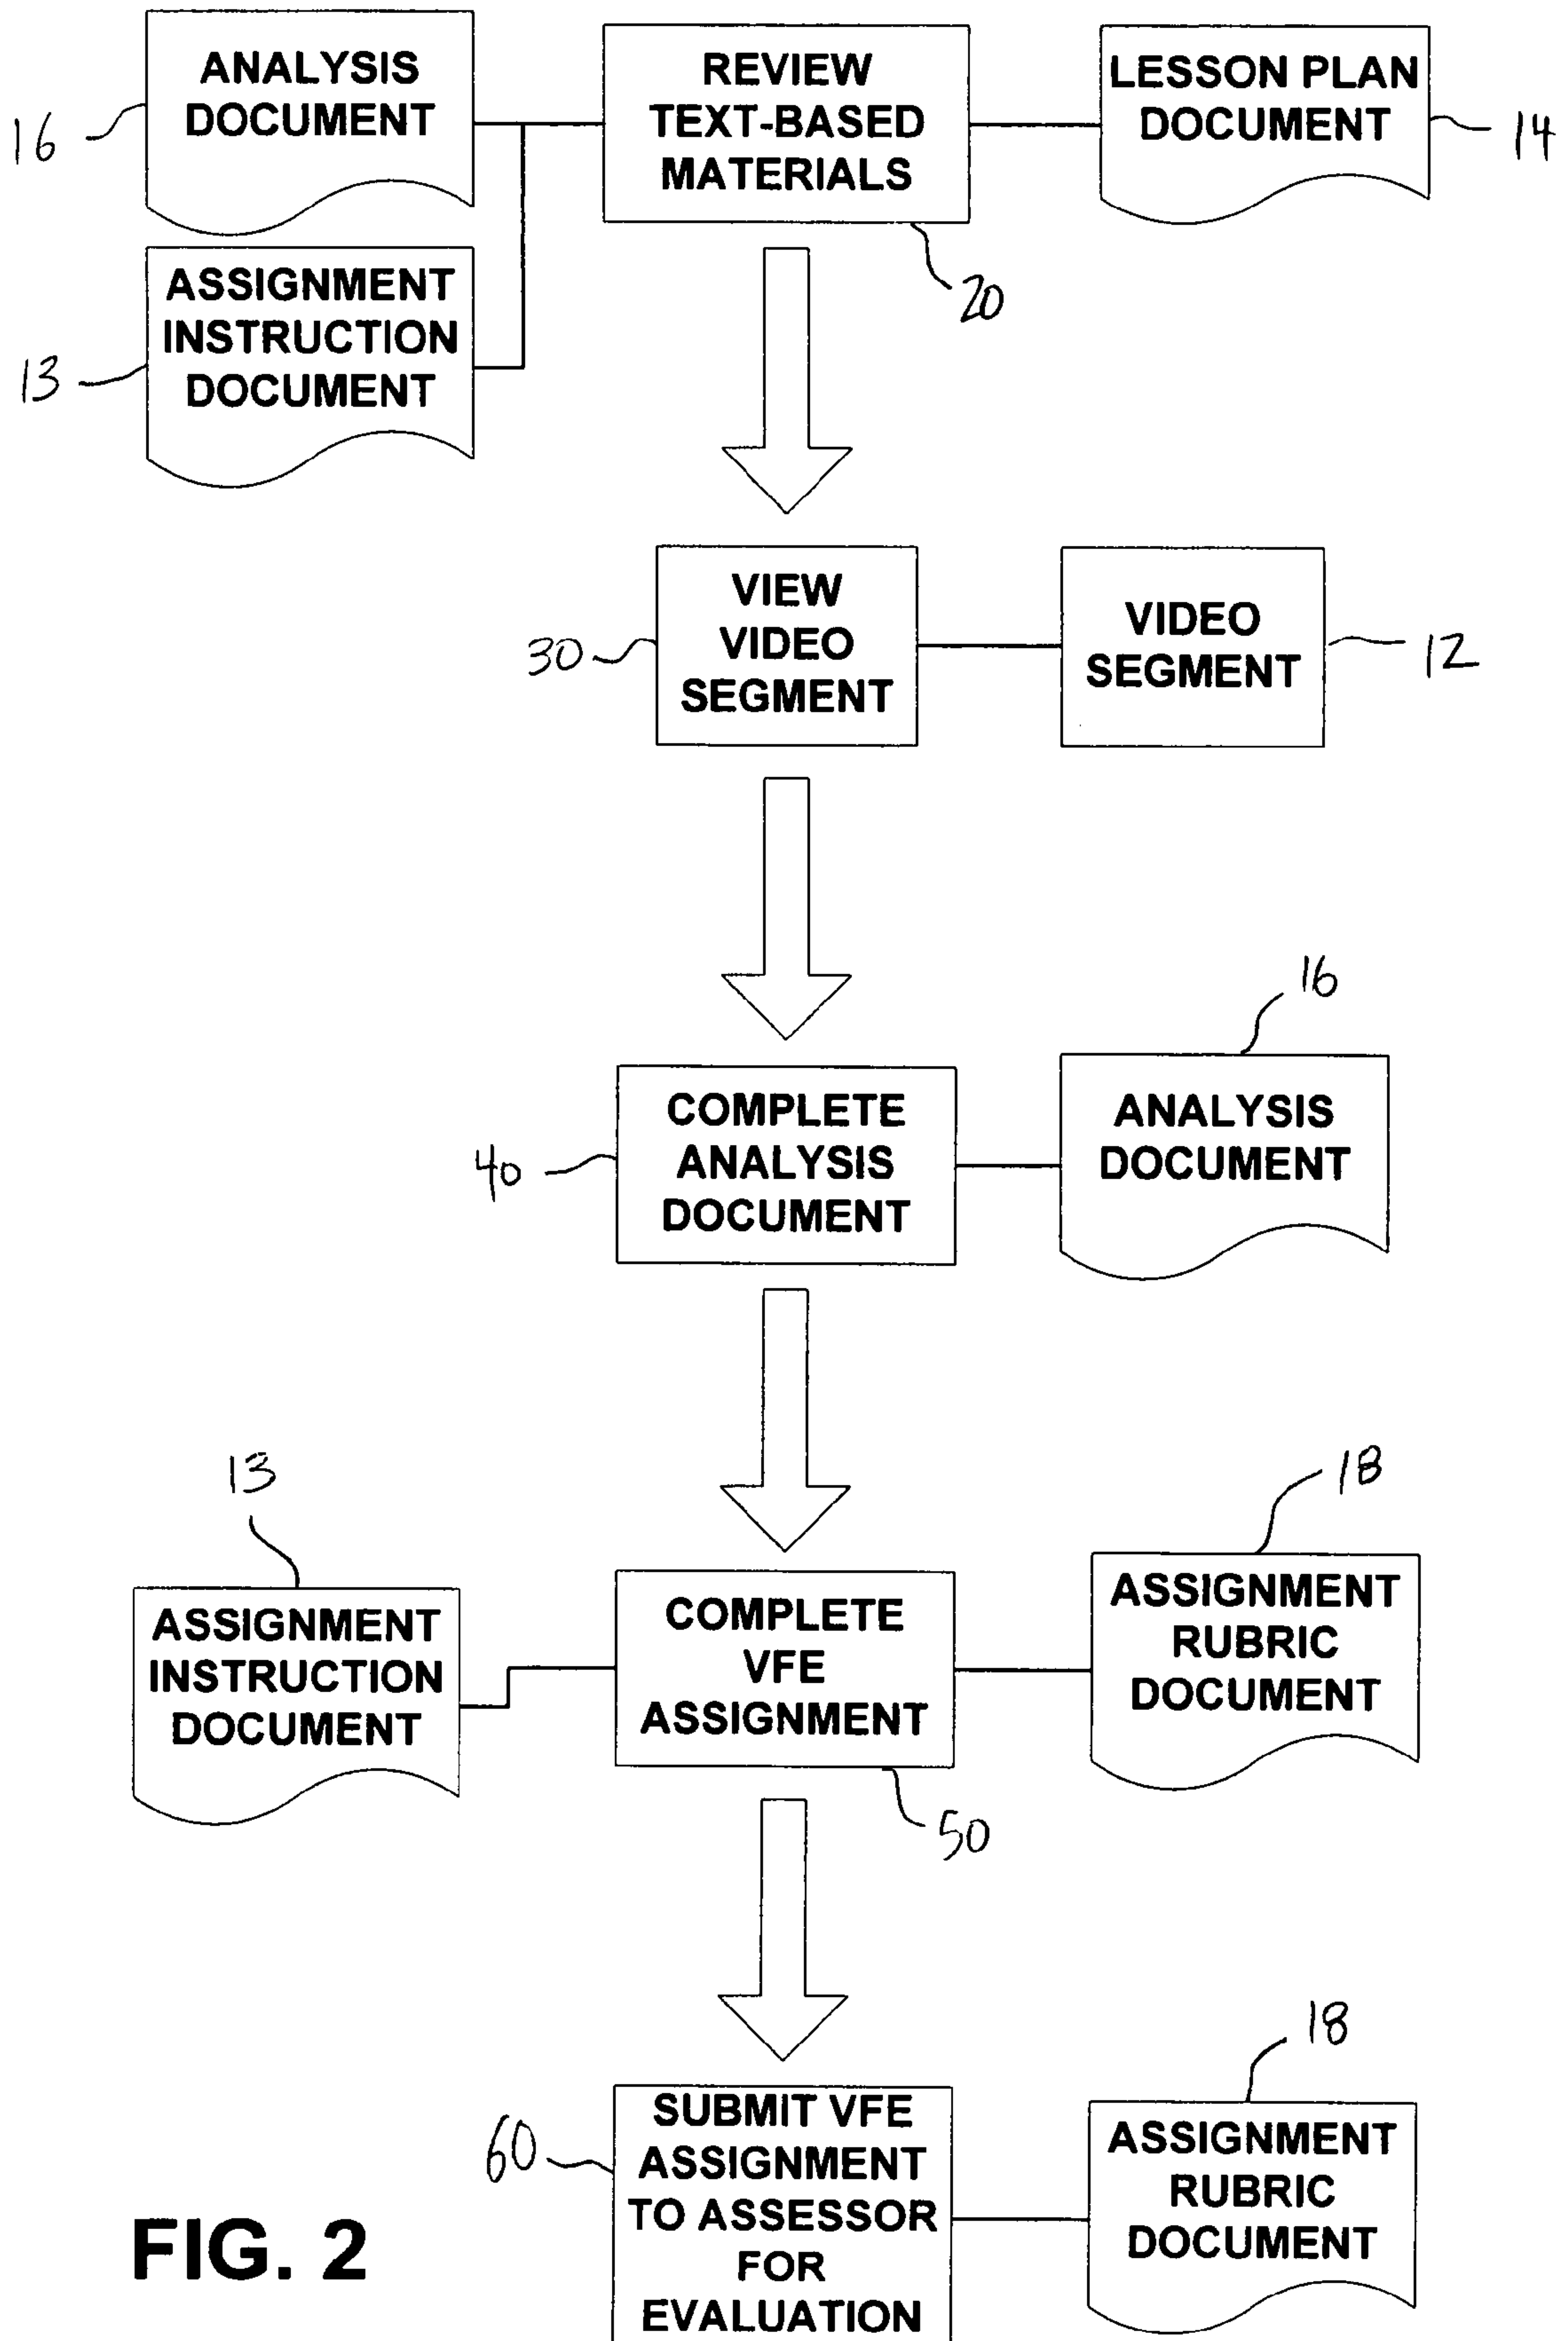 ANALYSIS
DOCUMENT
16
REVIEW
TEXT-BASED
MATERIALS
20
LESSON PLAN
DOCUMENT
14
ASSIGNMENT
INSTRUCTION
DOCUMENT
13
VIEW
VIDEO
SEGMENT
30
VIDEO
SEGMENT
12
COMPLETE
ANALYSIS
DOCUMENT
40
16
ANALYSIS
DOCUMENT
13
ASSIGNMENT
INSTRUCTION
DOCUMENT
COMPLETE
VFE
ASSIGNMENT
50
18
ASSIGNMENT
RUBRIC
DOCUMENT
60
SUBMIT VFE
ASSIGNMENT
TO ASSESSOR
FOR
EVALUATION
18
ASSIGNMENT
RUBRIC
DOCUMENT
FIG. 2